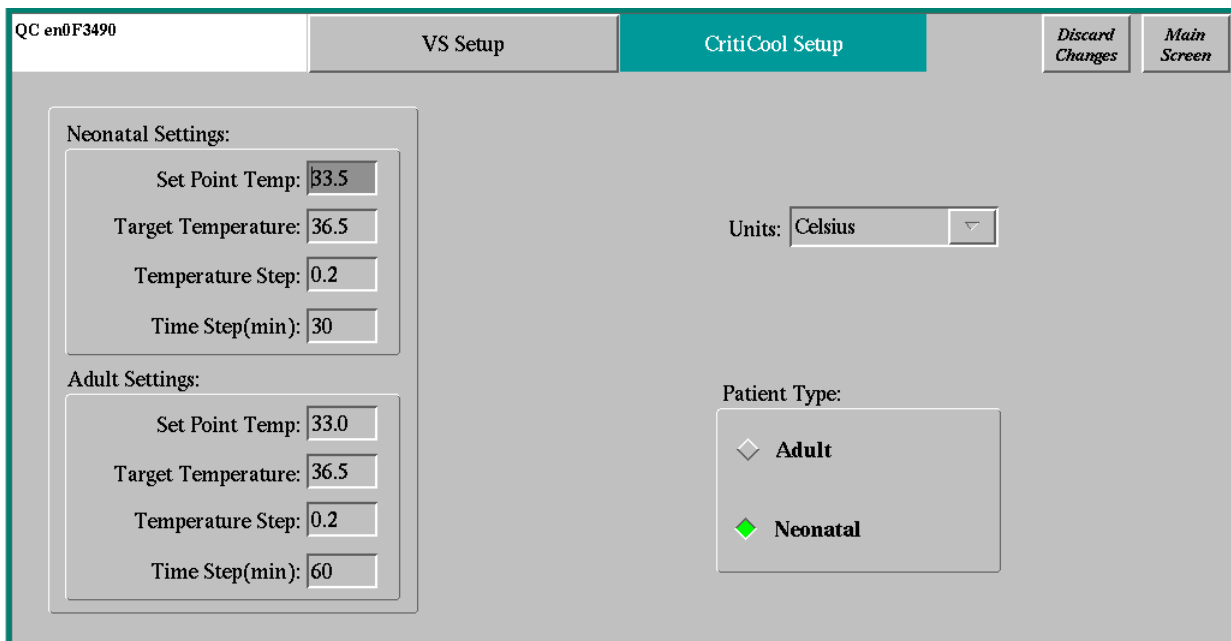 QC en0F3490
VS Setup
CritiCool Setup
Discard
Changes
Main
Screen
Neonatal Settings:
Set Point Temp: 33.5
Target Temperature: 36.5
Temperature Step: 0.2
Time Step(min): 30
Units: Celsius
Adult Settings:
Set Point Temp: 33.0
Target Temperature: 36.5
Temperature Step: 0.2
Time Step(min): 60
Patient Type:
Adult
Neonatal